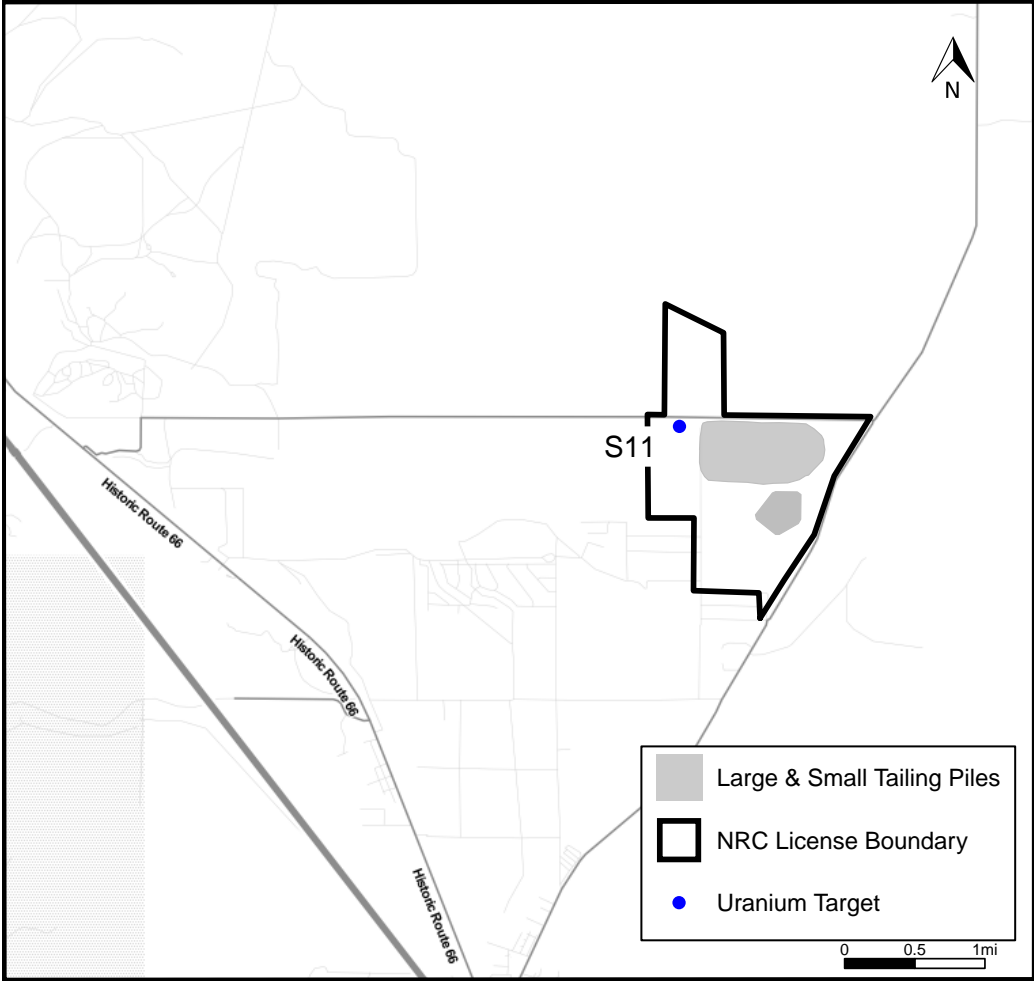 N
S11
Historic Route 66
Historic Route 66
Historic Route 66
Large & Small Tailing Piles
NRC License Boundary
Uranium Target
0 0.5 1mi